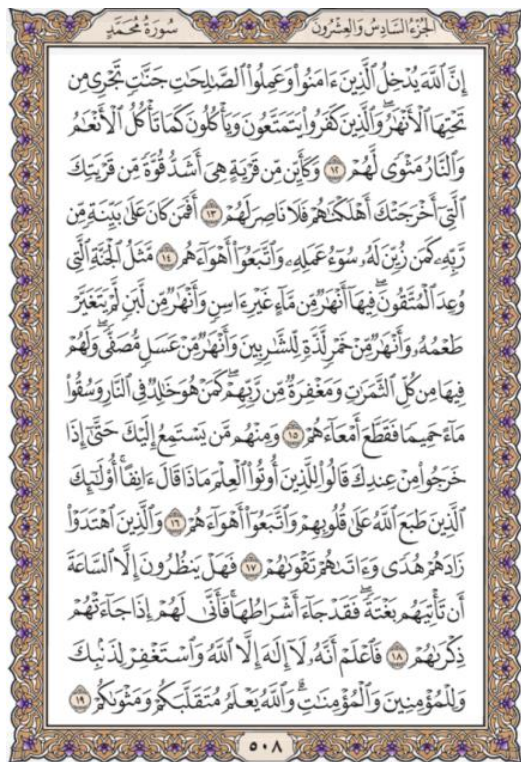 الجزء السادس والعشرون سورة محمد
إِنَّ ٱللَّهَ يُدْخِلُ ٱلَّذِينَ ءَامَنُوا۟ وَعَمِلُوا۟ ٱلصَّٰلِحَٰتِ جَنَّٰتٍ تَجْرِى مِن
تَحْتِهَا ٱلْأَنْهَٰرُ ۖ وَٱلَّذِينَ كَفَرُوا۟ يَتَمَتَّعُونَ وَيَأْكُلُونَ كَمَا تَأْكُلُ ٱلْأَنْعَٰمُ
وَٱلنَّارُ مَثْوًى لَّهُمْ ١٢ وَكَأَيِّن مِّن قَرْيَةٍ هِىَ أَشَدُّ قُوَّةً مِّن قَرْيَتِكَ
ٱلَّتِىٓ أَخْرَجَتْكَ أَهْلَكْنَٰهُمْ فَلَا نَاصِرَ لَهُمْ ١٣ أَفَمَن كَانَ عَلَىٰ بَيِّنَةٍ مِّن
رَّبِّهِۦ كَمَن زُيِّنَ لَهُۥ سُوٓءُ عَمَلِهِۦ وَٱتَّبَعُوٓا۟ أَهْوَآءَهُم ١٤ مَّثَلُ ٱلْجَنَّةِ ٱلَّتِى
وُعِدَ ٱلْمُتَّقُونَ ۖ فِيهَآ أَنْهَٰرٌ مِّن مَّآءٍ غَيْرِ ءَاسِنٍ وَأَنْهَٰرٌ مِّن لَّبَنٍ لَّمْ يَتَغَيَّرْ
طَعْمُهُۥ وَأَنْهَٰرٌ مِّنْ خَمْرٍ لَّذَّةٍ لِّلشَّٰرِبِينَ وَأَنْهَٰرٌ مِّنْ عَسَلٍ مُّصَفًّى ۖ وَلَهُمْ
فِيهَا مِن كُلِّ ٱلثَّمَرَٰتِ وَمَغْفِرَةٌ مِّن رَّبِّهِمْ ۖ كَمَنْ هُوَ خَٰلِدٌ فِى ٱلنَّارِ وَسُقُوا۟
مَآءً حَمِيمًا فَقَطَّعَ أَمْعَآءَهُمْ ١٥ وَمِنْهُم مَّن يَسْتَمِعُ إِلَيْكَ حَتَّىٰٓ إِذَا
خَرَجُوا۟ مِنْ عِندِكَ قَالُوا۟ لِلَّذِينَ أُوتُوا۟ ٱلْعِلْمَ مَاذَا قَالَ ءَانِفًا ۚ أُو۟لَٰٓئِكَ
ٱلَّذِينَ طَبَعَ ٱللَّهُ عَلَىٰ قُلُوبِهِمْ وَٱتَّبَعُوٓا۟ أَهْوَآءَهُمْ ١٦ وَٱلَّذِينَ ٱهْتَدَوْا۟
زَادَهُمْ هُدًى وَءَاتَىٰهُمْ تَقْوَىٰهُمْ ١٧ فَهَلْ يَنظُرُونَ إِلَّا ٱلسَّاعَةَ
أَن تَأْتِيَهُم بَغْتَةً ۖ فَقَدْ جَآءَ أَشْرَاطُهَا ۚ فَأَنَّىٰ لَهُمْ إِذَا جَآءَتْهُمْ
ذِكْرَىٰهُمْ ١٨ فَٱعْلَمْ أَنَّهُۥ لَآ إِلَٰهَ إِلَّا ٱللَّهُ وَٱسْتَغْفِرْ لِذَنۢبِكَ
وَلِلْمُؤْمِنِينَ وَٱلْمُؤْمِنَٰتِ ۗ وَٱللَّهُ يَعْلَمُ مُتَقَلَّبَكُمْ وَمَثْوَىٰكُمْ ١٩
٥٠٨